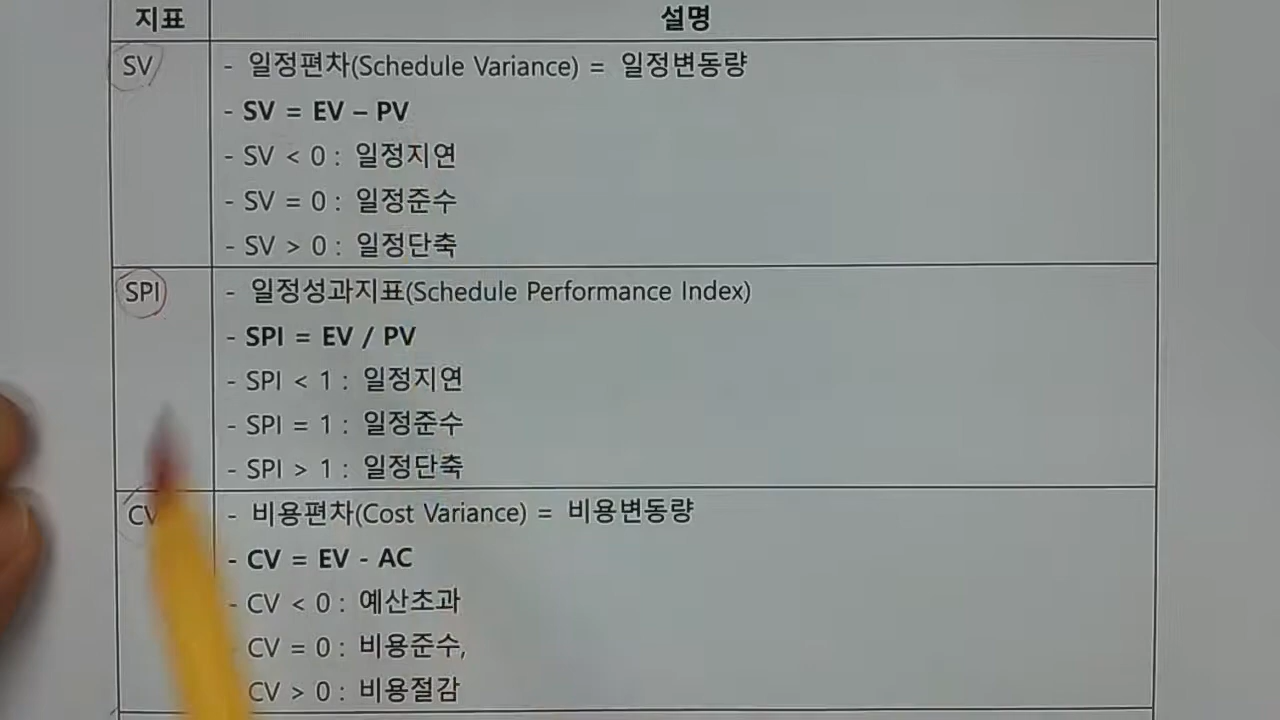 지표 설명
SV - 일정편차(Schedule Variance) = 일정변동량
- SV = EV – PV
- SV < 0 : 일정지연
- SV = 0 : 일정준수
- SV > 0 : 일정단축
SPI - 일정성과지표(Schedule Performance Index)
- SPI = EV / PV
- SPI < 1 : 일정지연
- SPI = 1 : 일정준수
- SPI > 1 : 일정단축
CV - 비용편차(Cost Variance) = 비용변동량
- CV = EV - AC
- CV < 0 : 예산초과
CV = 0 : 비용준수,
CV > 0 : 비용절감